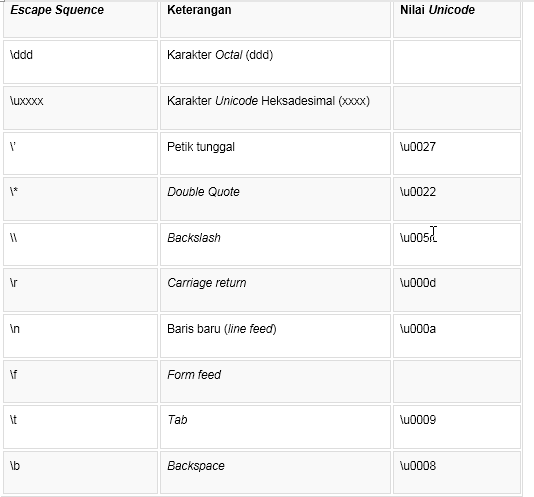 Escape Squence Keterangan Nilai Unicode
\ddd Karakter Octal (ddd)
\uxxxx Karakter Unicode Heksadesimal (xxxx)
\’ Petik tunggal \u0027
\* Double Quote \u0022
\\ Backslash \u005c
\r Carriage return \u000d
\n Baris baru (line feed) \u000a
\f Form feed
\t Tab \u0009
\b Backspace \u0008